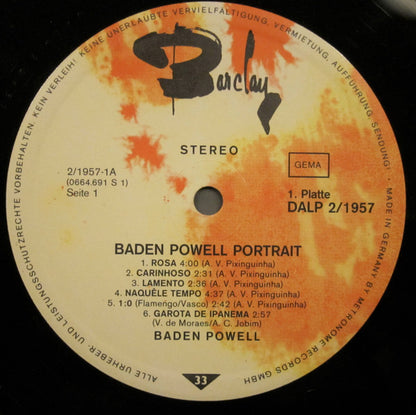 Barclay
STEREO
GEMA
2/1957-1A
(0664.691 S 1)
Seite 1
1. Platte
DALP 2/1957
BADEN POWELL PORTRAIT
1. ROSA 4:00 (A. V. Pixinguinha)
2. CARINHOSO 2:31 (A. V. Pixinguinha)
3. LAMENTO 2:36 (A. V. Pixinguinha)
4. NAQUÊLE TEMPO 4:37 (A. V. Pixinguinha)
5. 1:0 (Flamengo/Vasco) 2:42 (A. V. Pixinguinha)
6. GAROTA DE IPANEMA 2:57
(V. de Moraes/A. C. Jobim)
BADEN POWELL
33
ALLE URHEBER- UND LEISTUNGSSCHUTZRECHTE VORBEHALTEN. KEIN VERLEIH! KEINE UNERLAUBTE VERVIELFÄLTIGUNG, VERMIETUNG, AUFFÜHRUNG, SENDUNG! · MADE IN GERMANY BY METRONOME RECORDS GMBH